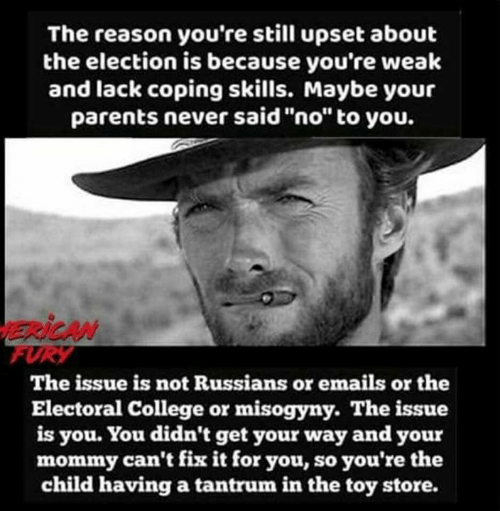 The reason you're still upset about
the election is because you're weak
and lack coping skills. Maybe your
parents never said "no" to you.
MERICAN
FURY
The issue is not Russians or emails or the
Electoral College or misogyny. The issue
is you. You didn't get your way and your
mommy can't fix it for you, so you're the
child having a tantrum in the toy store.